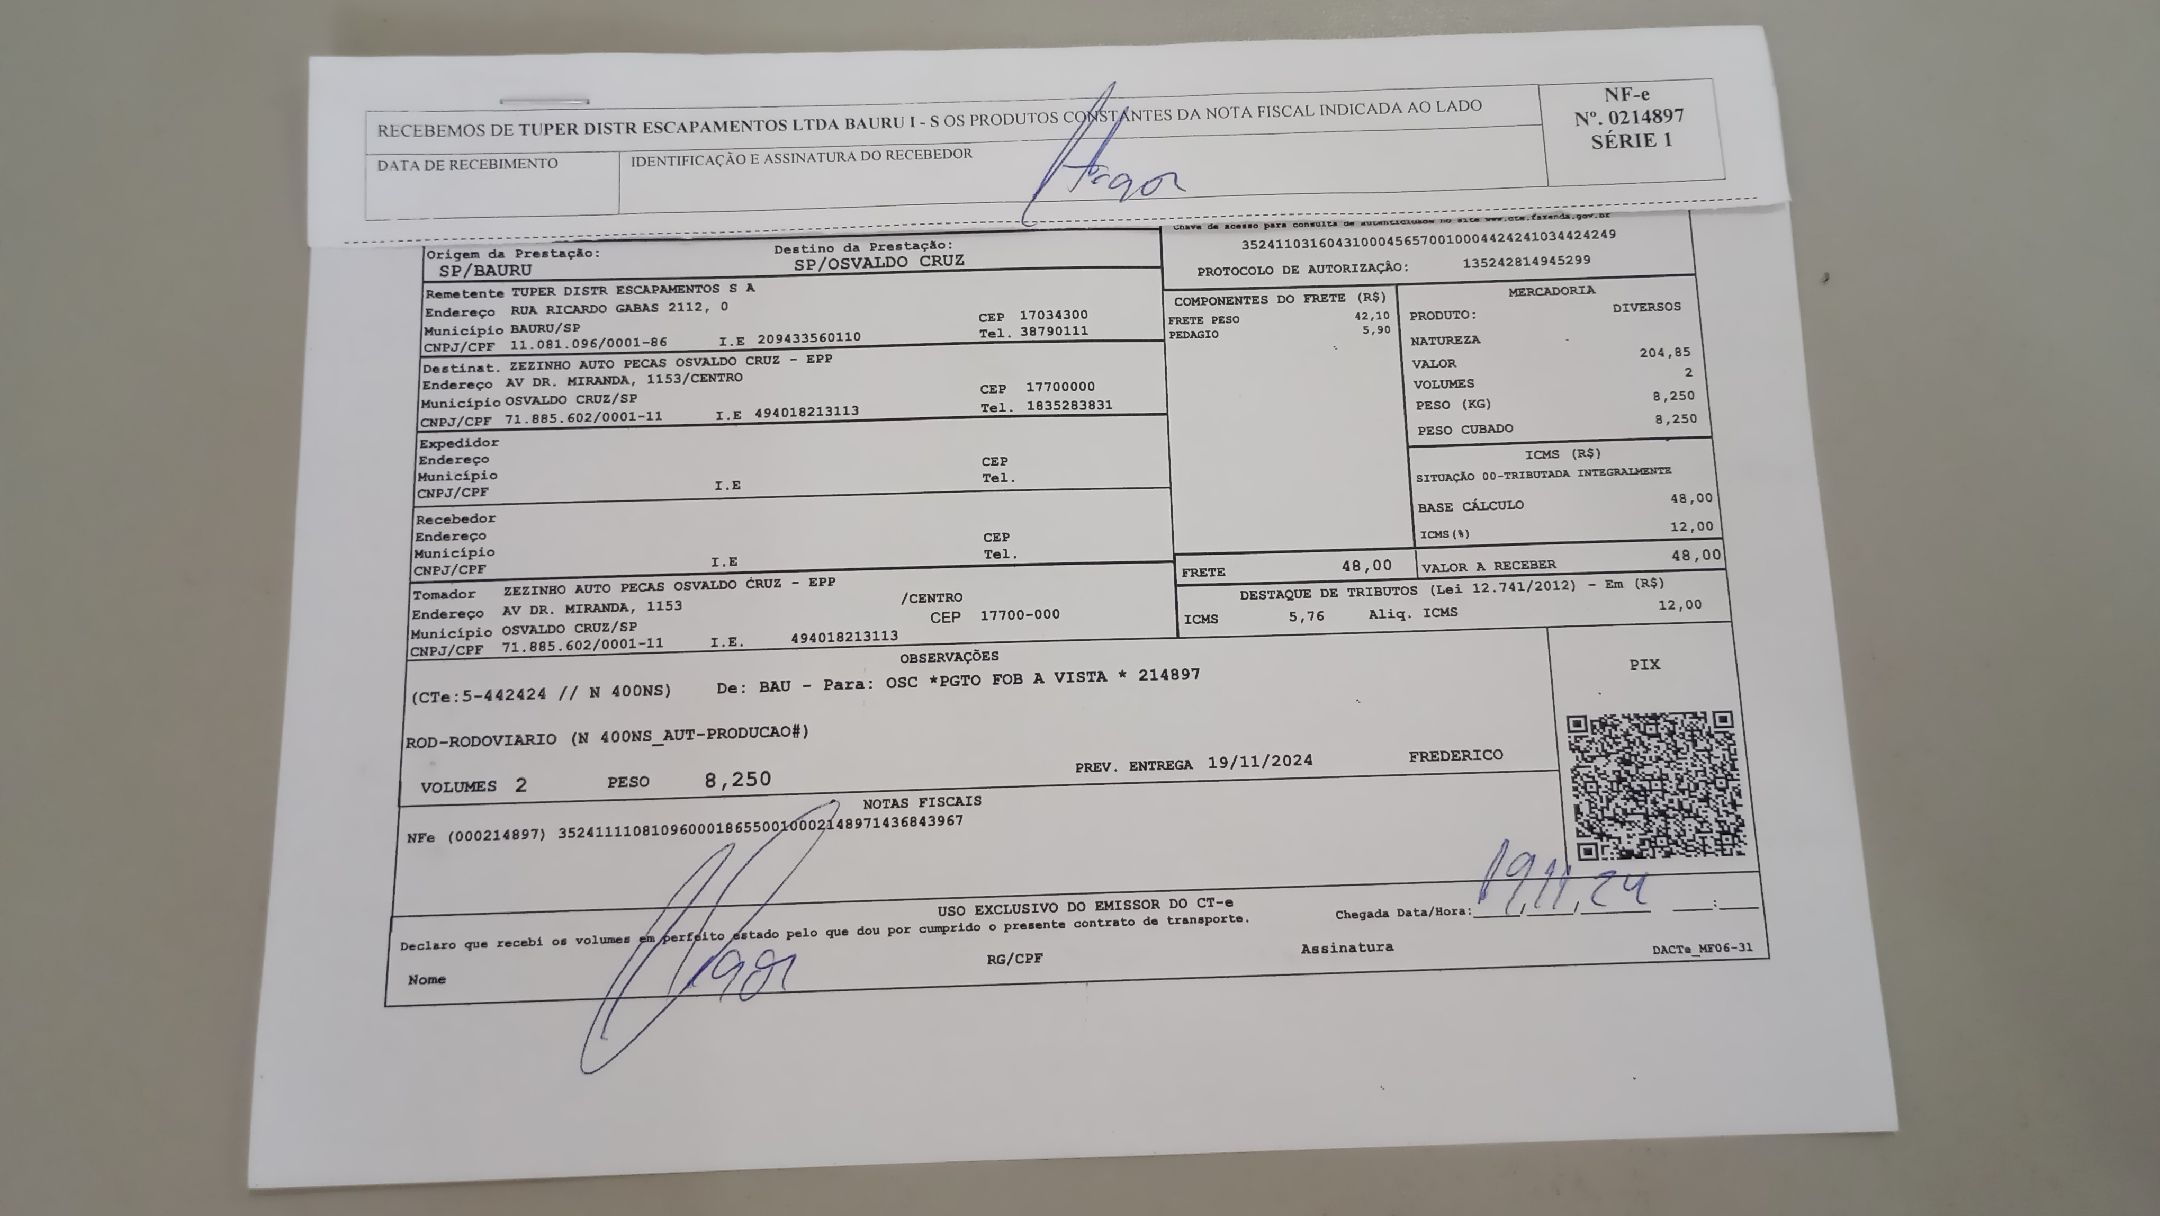 RECEBEMOS DE TUPER DISTR ESCAPAMENTOS LTDA BAURU I - S OS PRODUTOS CONSTANTES DA NOTA FISCAL INDICADA AO LADO
DATA DE RECEBIMENTO
IDENTIFICAÇÃO E ASSINATURA DO RECEBEDOR
NF-e
Nº. 0214897
SÉRIE 1
Chave de acesso para consulta de autenticidade no site www.cte.fazenda.gov.br
35241103160431000456570010004424241034424249
PROTOCOLO DE AUTORIZAÇÃO: 135242814945299
Origem da Prestação: Destino da Prestação:
SP/BAURU SP/OSVALDO CRUZ
Remetente TUPER DISTR ESCAPAMENTOS S A
Endereço RUA RICARDO GABAS 2112, 0
Município BAURU/SP CEP 17034300
CNPJ/CPF 11.081.096/0001-86 I.E 209433560110 Tel. 38790111
Destinat. ZEZINHO AUTO PECAS OSVALDO CRUZ - EPP
Endereço AV DR. MIRANDA, 1153/CENTRO
Município OSVALDO CRUZ/SP CEP 17700000
CNPJ/CPF 71.885.602/0001-11 I.E 494018213113 Tel. 1835283831
Expedidor
Endereço
Município CEP
CNPJ/CPF I.E Tel.
Recebedor
Endereço
Município CEP
CNPJ/CPF I.E Tel.
Tomador ZEZINHO AUTO PECAS OSVALDO CRUZ - EPP
Endereço AV DR. MIRANDA, 1153 /CENTRO
Município OSVALDO CRUZ/SP CEP 17700-000
CNPJ/CPF 71.885.602/0001-11 I.E. 494018213113
COMPONENTES DO FRETE (R$)
FRETE PESO 42,10
PEDAGIO 5,90
MERCADORIA
PRODUTO: DIVERSOS
NATUREZA
VALOR 204,85
VOLUMES 2
PESO (KG) 8,250
PESO CUBADO 8,250
ICMS (R$)
SITUAÇÃO 00-TRIBUTADA INTEGRALMENTE
BASE CÁLCULO 48,00
ICMS(%) 12,00
FRETE 48,00 VALOR A RECEBER 48,00
DESTAQUE DE TRIBUTOS (Lei 12.741/2012) - Em (R$)
ICMS 5,76 Aliq. ICMS 12,00
OBSERVAÇÕES
(CTe:5-442424 // N 400NS) De: BAU - Para: OSC *PGTO FOB A VISTA * 214897
ROD-RODOVIARIO (N 400NS_AUT-PRODUCAO#)
VOLUMES 2 PESO 8,250 PREV. ENTREGA 19/11/2024 FREDERICO
PIX
NOTAS FISCAIS
NFe (000214897) 35241111081096000186550010002148971436843967
USO EXCLUSIVO DO EMISSOR DO CT-e
Declaro que recebi os volumes em perfeito estado pelo que dou por cumprido o presente contrato de transporte.
Chegada Data/Hora: 19/11/24
Nome RG/CPF Assinatura DACTe_MF06-31